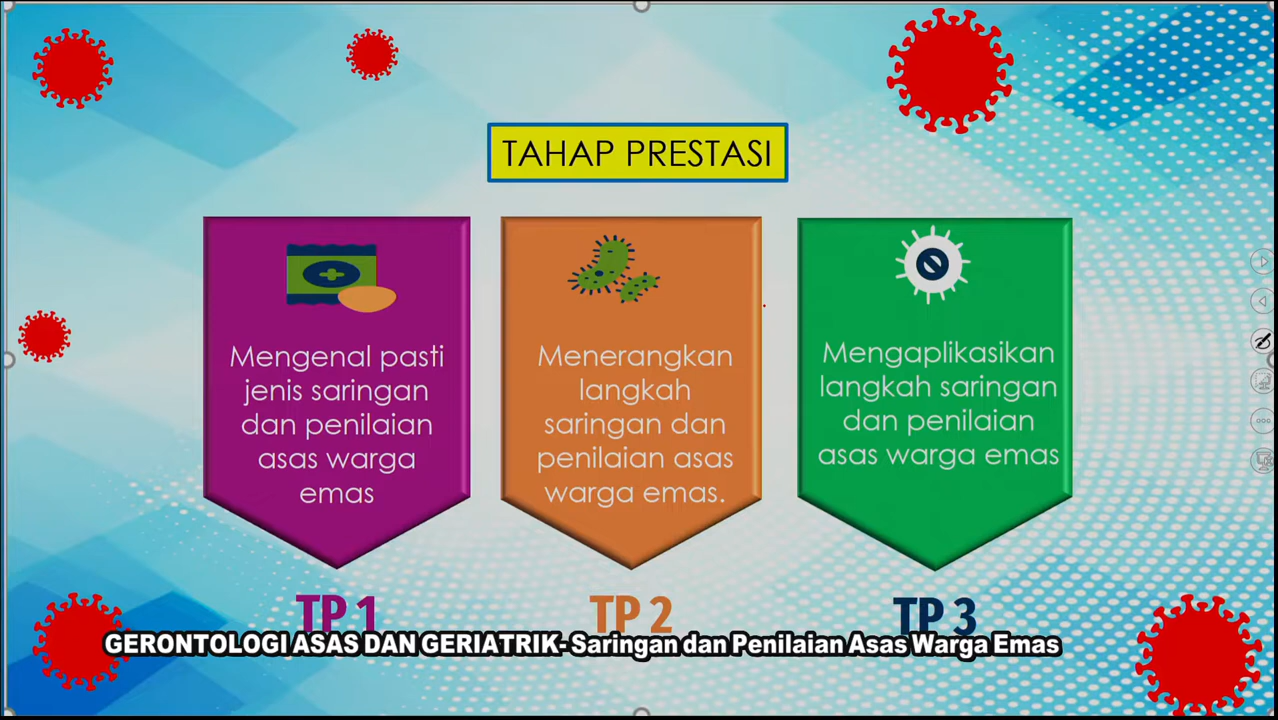 TAHAP PRESTASI
Mengenal pasti
jenis saringan
dan penilaian
asas warga
emas
Menerangkan
langkah
saringan dan
penilaian asas
warga emas.
Mengaplikasikan
langkah saringan
dan penilaian
asas warga emas
TP 1
TP 2
TP 3
GERONTOLOGI ASAS DAN GERIATRIK- Saringan dan Penilaian Asas Warga Emas